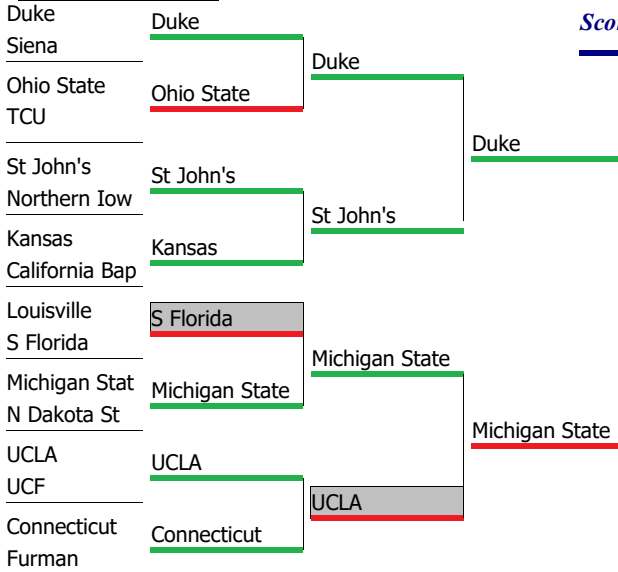 Duke
Siena
Ohio State
TCU
St John's
Northern Iow
Kansas
California Bap
Louisville
S Florida
Michigan Stat
N Dakota St
UCLA
UCF
Connecticut
Furman
Duke
Ohio State
St John's
Kansas
S Florida
Michigan State
UCLA
Connecticut
Duke
St John's
Michigan State
UCLA
Duke
Michigan State